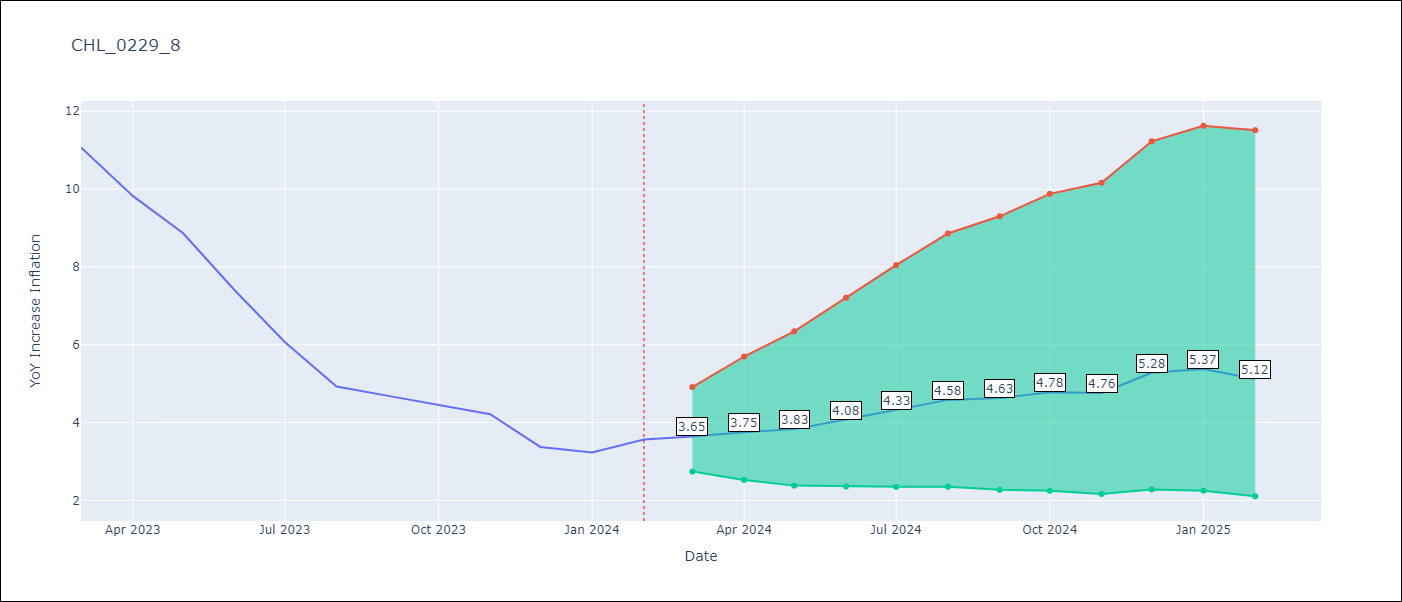 CHL_0229_8
YoY Increase Inflation
12
10
8
6
4
2
3.65
3.75
3.83
4.08
4.33
4.58
4.63
4.78
4.76
5.28
5.37
5.12
Apr 2023
Jul 2023
Oct 2023
Jan 2024
Apr 2024
Jul 2024
Oct 2024
Jan 2025
Date